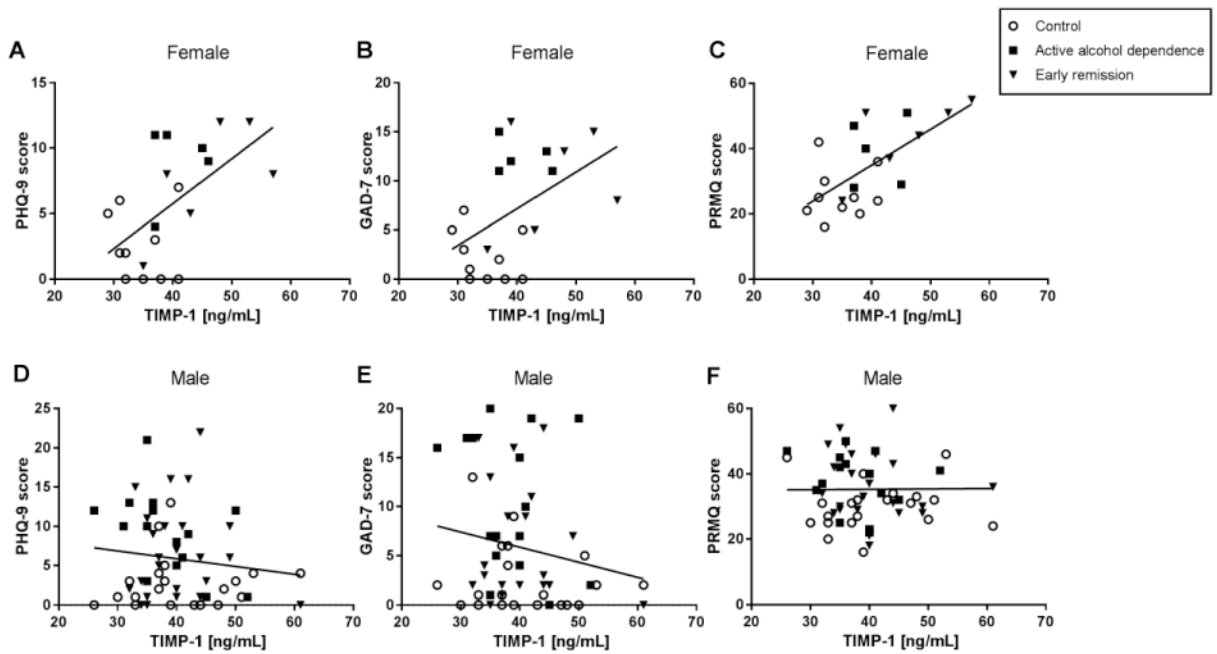 Control
Active alcohol dependence
Early remission
A
Female
PHQ-9 score
15
10
5
0
20 30 40 50 60 70
TIMP-1 [ng/mL]
B
Female
GAD-7 score
20
15
10
5
0
20 30 40 50 60 70
TIMP-1 [ng/mL]
C
Female
PRMQ score
60
40
20
0
20 30 40 50 60 70
TIMP-1 [ng/mL]
D
Male
PHQ-9 score
25
20
15
10
5
0
20 30 40 50 60 70
TIMP-1 [ng/mL]
E
Male
GAD-7 score
20
15
10
5
0
20 30 40 50 60 70
TIMP-1 [ng/mL]
F
Male
PRMQ score
60
40
20
0
20 30 40 50 60 70
TIMP-1 [ng/mL]